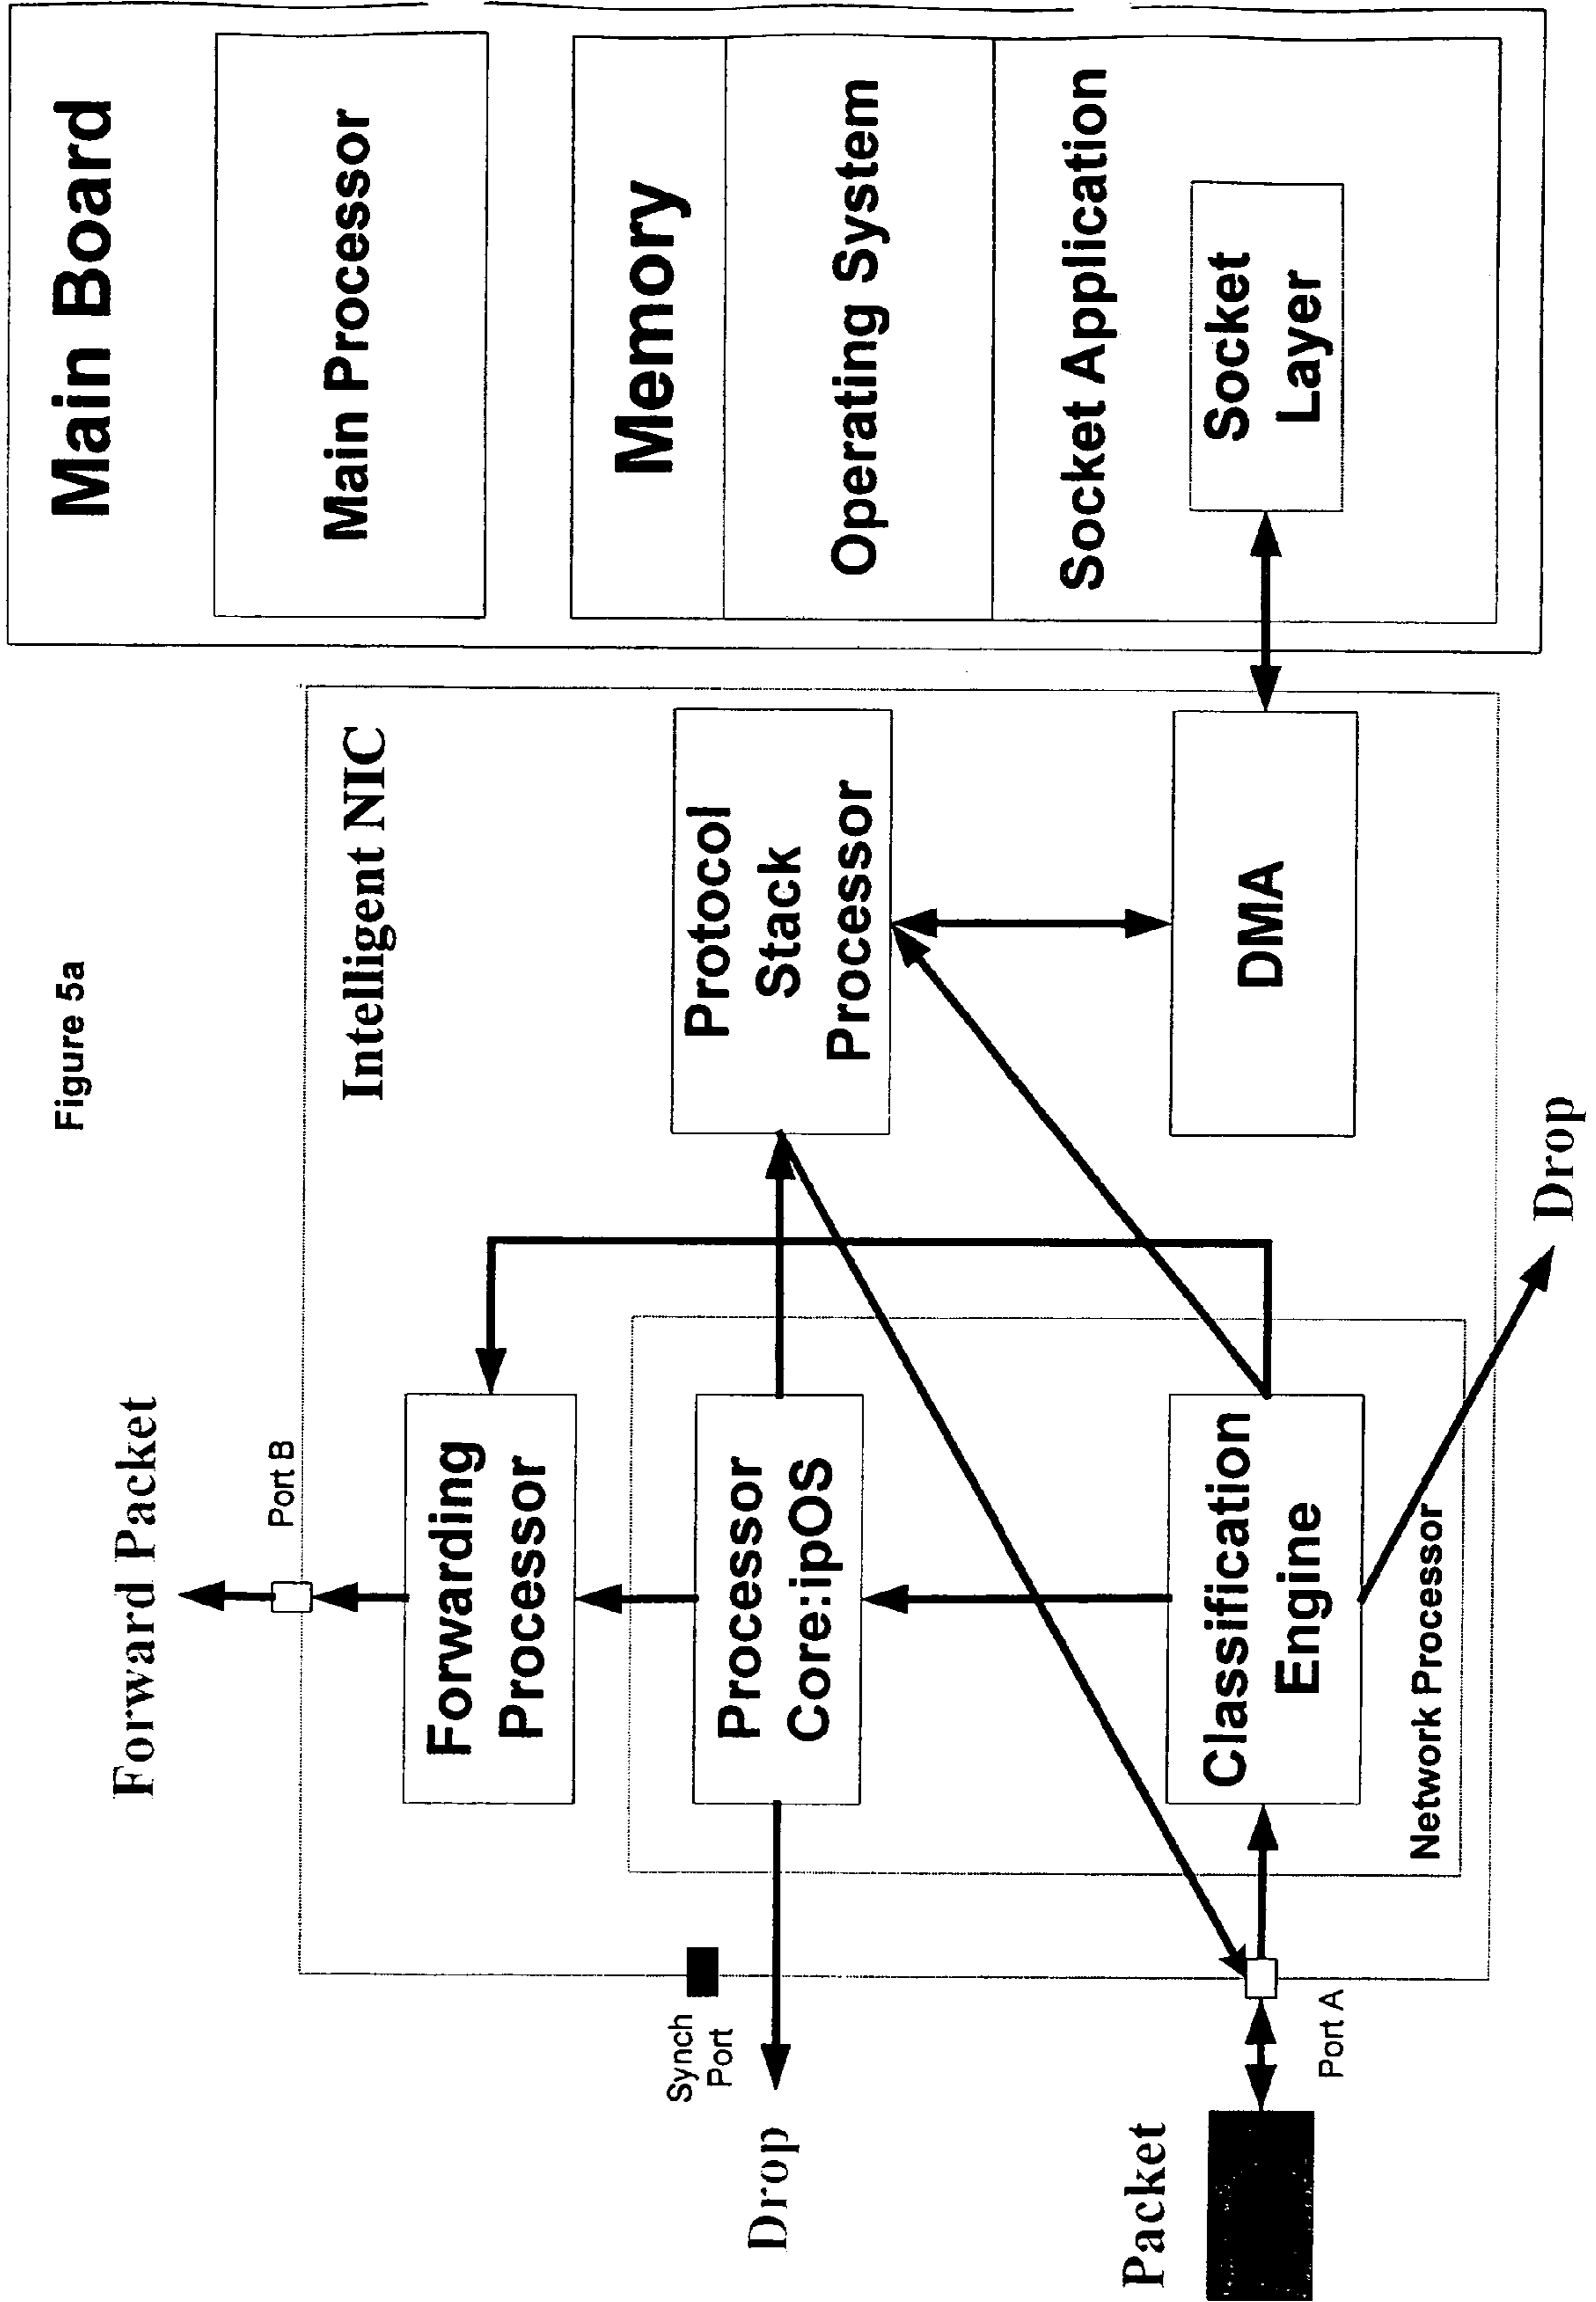 Figure 5a
Forward Packet
Port B
Intelligent NIC
Main Board
Main Processor
Forwarding
Processor
Synch
Port
Drop
Processor
Core:ipOS
Protocol
Stack
Processor
Memory
Operating System
Socket Application
Socket
Layer
Packet
Port A
Classification
Engine
Network Processor
DMA
Drop